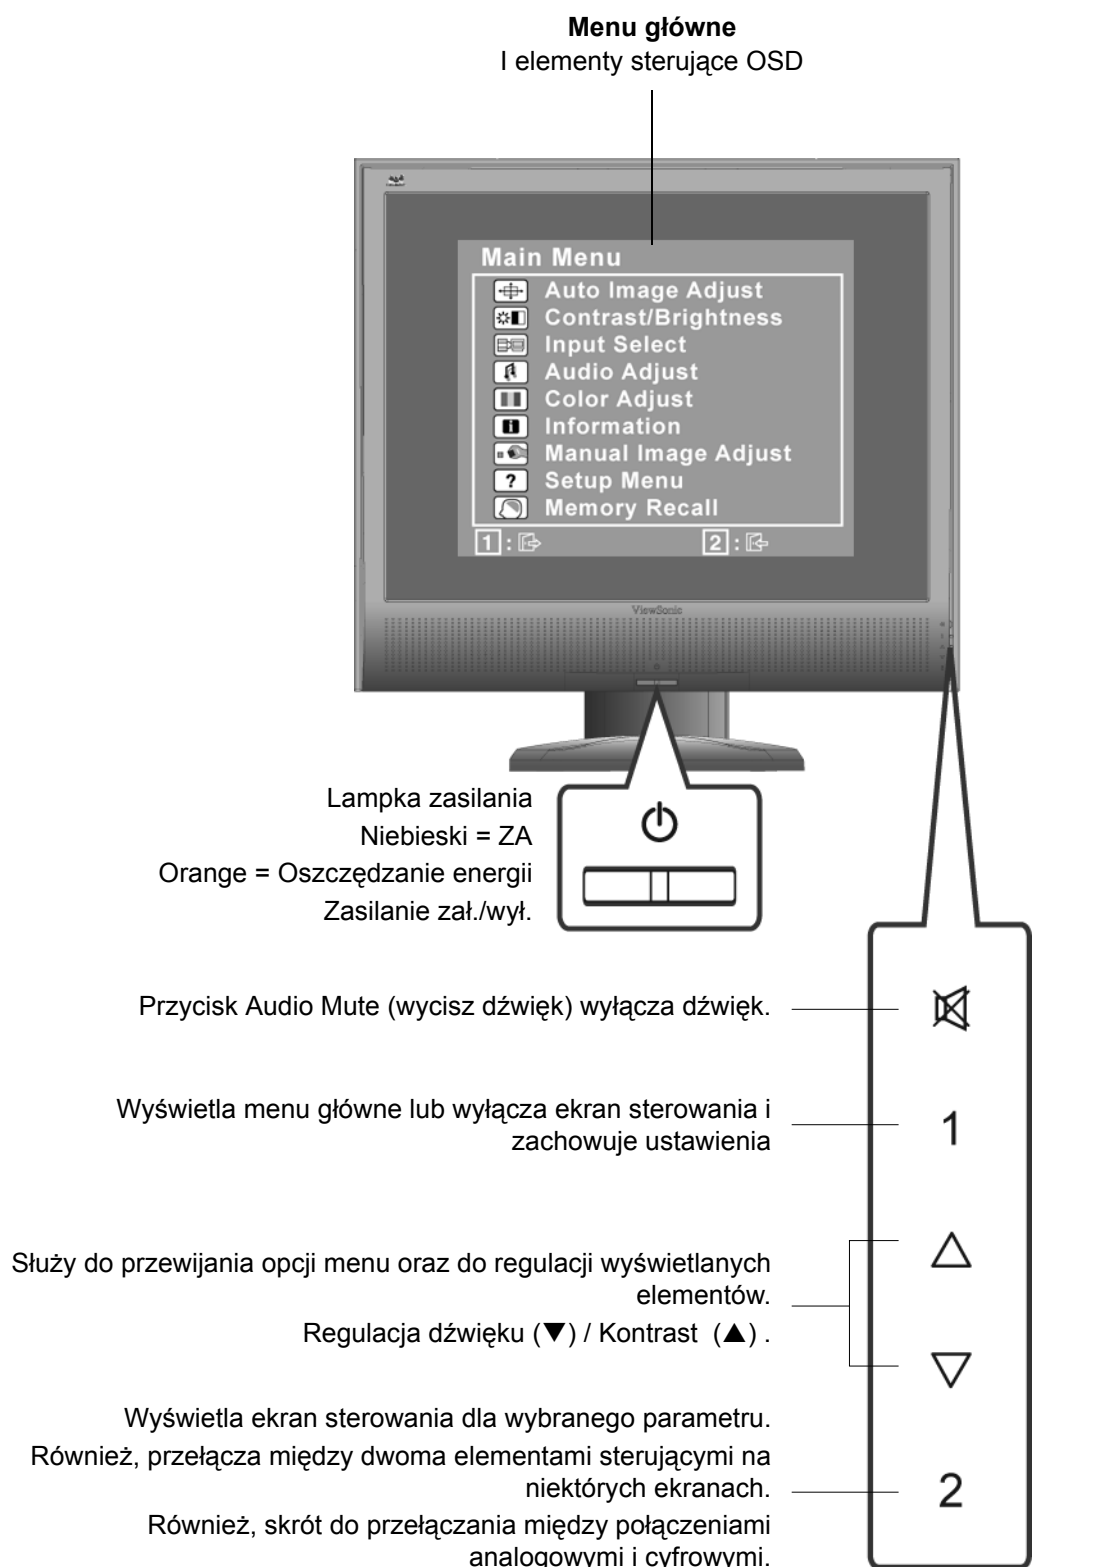 Menu główne
I elementy sterujące OSD
Main Menu
Auto Image Adjust
Contrast/Brightness
Input Select
Audio Adjust
Color Adjust
Information
Manual Image Adjust
? Setup Menu
Memory Recall
1 : 2 :
ViewSonic
Lampka zasilania
Niebieski = ZA
Orange = Oszczędzanie energii
Zasilanie zał./wył.
Przycisk Audio Mute (wycisz dźwięk) wyłącza dźwięk.
Wyświetla menu główne lub wyłącza ekran sterowania i
zachowuje ustawienia
1
Służy do przewijania opcji menu oraz do regulacji wyświetlanych
elementów.
Regulacja dźwięku (▼) / Kontrast (▲) .
Wyświetla ekran sterowania dla wybranego parametru.
Również, przełącza między dwoma elementami sterującymi na
niektórych ekranach.
2
Również, skrót do przełączania między połączeniami
analogowymi i cyfrowymi.